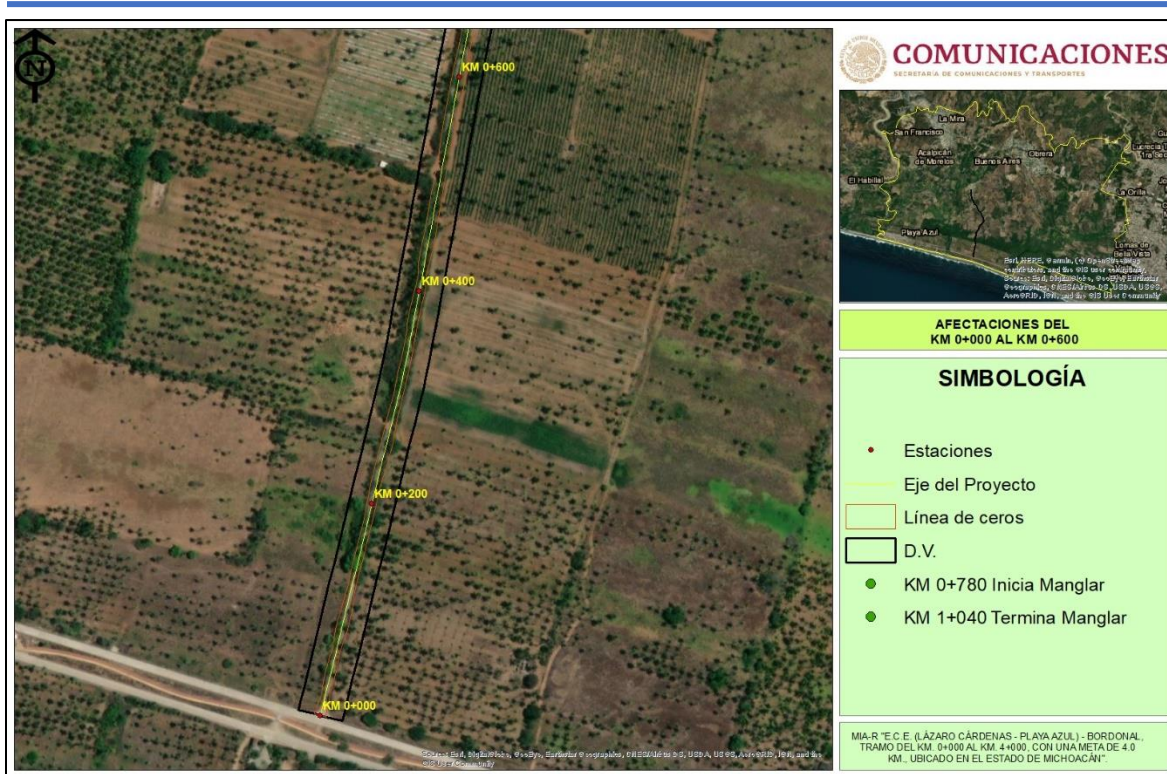 N
KM 0+600
KM 0+400
KM 0+200
KM 0+000
COMUNICACIONES
SECRETARÍA DE COMUNICACIONES Y TRANSPORTES
La Mira
San Francisco
Acalpican
de Morelos
Buenos Aires
Obrera
El Habillal
La Orilla
Playa Azul
Lomas de
Bella Vista
AFECTACIONES DEL
KM 0+000 AL KM 0+600
SIMBOLOGÍA
Estaciones
Eje del Proyecto
Línea de ceros
D.V.
KM 0+780 Inicia Manglar
KM 1+040 Termina Manglar
MIA-R "E.C.E. (LÁZARO CÁRDENAS - PLAYA AZUL) - BORDONAL,
TRAMO DEL KM. 0+000 AL KM. 4+000, CON UNA META DE 4.0
KM., UBICADO EN EL ESTADO DE MICHOACÁN".